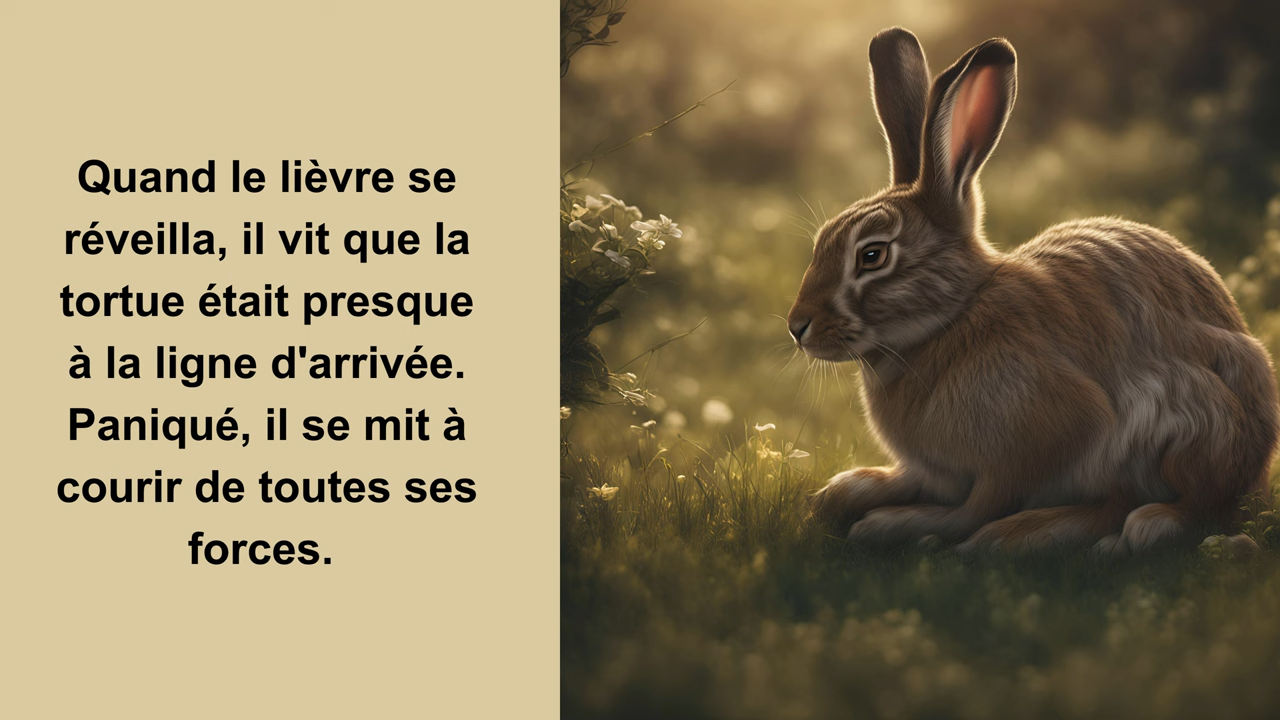 Quand le lièvre se
réveilla, il vit que la
tortue était presque
à la ligne d'arrivée.
Paniqué, il se mit à
courir de toutes ses
forces.